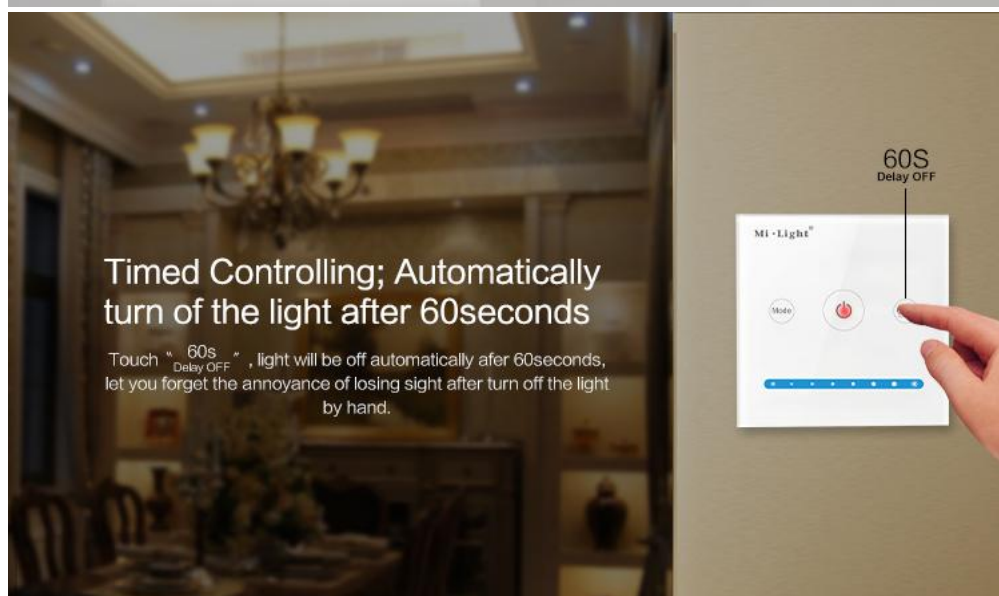 Timed Controlling; Automatically
turn of the light after 60seconds
Touch “ 60s Delay OFF ” , light will be off automatically afer 60seconds,
let you forget the annoyance of losing sight after turn off the light
by hand.
60S
Delay OFF
Mi·Light®
Mode